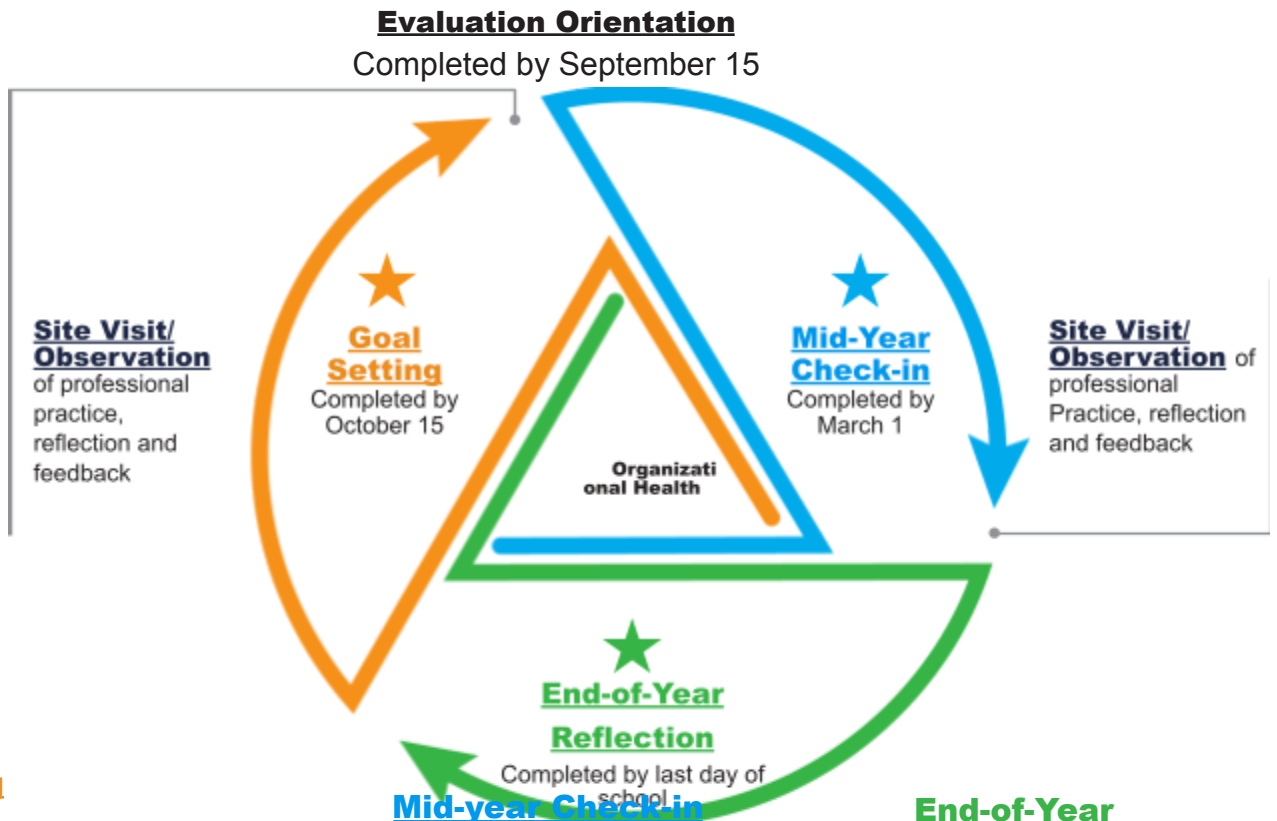 Evaluation Orientation
Completed by September 15
Site Visit/
Observation
of professional
practice,
reflection and
feedback
Goal
Setting
Completed by
October 15
Mid-Year
Check-in
Completed by
March 1
Site Visit/
Observation of
professional
Practice, reflection
and feedback
Organizati
onal Health
End-of-Year
Reflection
Completed by last day of
school
Mid-year Check-in
End-of-Year